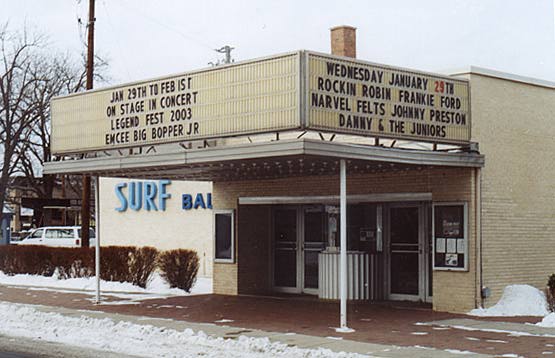 JAN 29TH TO FEB 1ST
ON STAGE IN CONCERT
LEGEND FEST 2003
EMCEE BIG BOPPER JR
WEDNESDAY JANUARY 29TH
ROCKIN ROBIN FRANKIE FORD
NARVEL FELTS JOHNNY PRESTON
DANNY & THE JUNIORS
SURF BAL